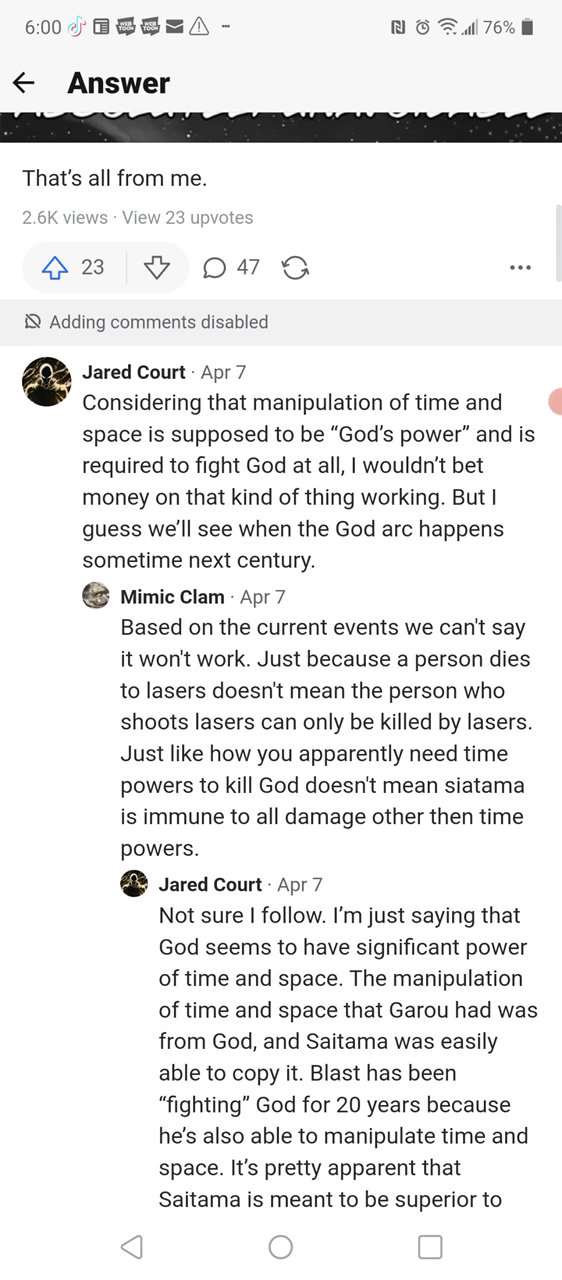 6:00
76%
Answer
That's all from me.
2.6K views · View 23 upvotes
23
47
Adding comments disabled
Jared Court · Apr 7
Considering that manipulation of time and
space is supposed to be “God's power” and is
required to fight God at all, I wouldn't bet
money on that kind of thing working. But I
guess we'll see when the God arc happens
sometime next century.
Mimic Clam · Apr 7
Based on the current events we can't say
it won't work. Just because a person dies
to lasers doesn't mean the person who
shoots lasers can only be killed by lasers.
Just like how you apparently need time
powers to kill God doesn't mean siatama
is immune to all damage other then time
powers.
Jared Court · Apr 7
Not sure I follow. I'm just saying that
God seems to have significant power
of time and space. The manipulation
of time and space that Garou had was
from God, and Saitama was easily
able to copy it. Blast has been
“fighting” God for 20 years because
he's also able to manipulate time and
space. It's pretty apparent that
Saitama is meant to be superior to